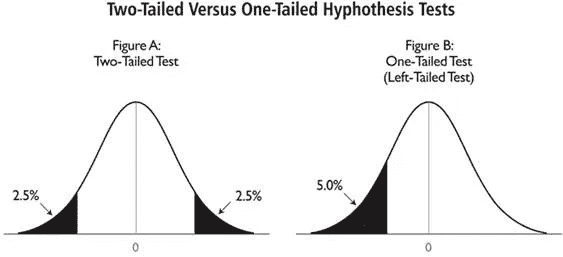 Two-Tailed Versus One-Tailed Hyphothesis Tests
Figure A:
Two-Tailed Test
2.5%
2.5%
0
Figure B:
One-Tailed Test
(Left-Tailed Test)
5.0%
0